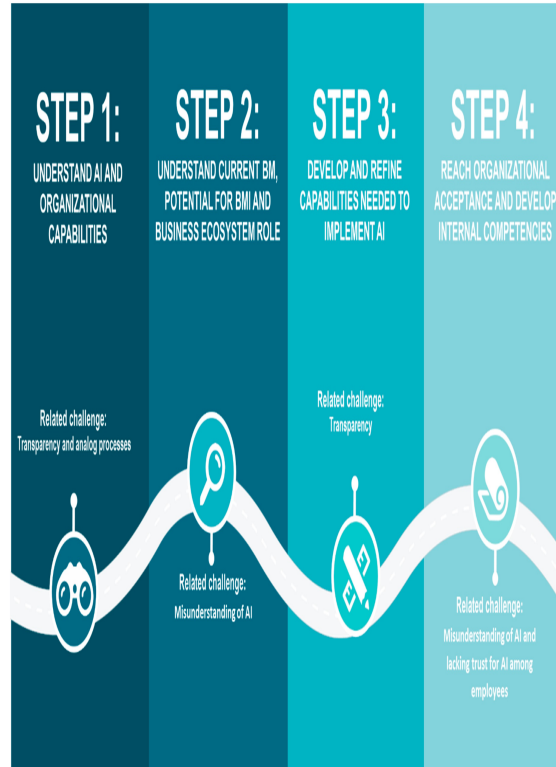 STEP 1:
UNDERSTAND AI AND
ORGANIZATIONAL
CAPABILITIES
Related challenge:
Transparency and analog processes
STEP 2:
UNDERSTAND CURRENT BM,
POTENTIAL FOR BMI AND
BUSINESS ECOSYSTEM ROLE
Related challenge:
Misunderstanding of AI
STEP 3:
DEVELOP AND REFINE
CAPABILITIES NEEDED TO
IMPLEMENT AI
Related challenge:
Transparency
STEP 4:
REACH ORGANIZATIONAL
ACCEPTANCE AND DEVELOP
INTERNAL COMPETENCIES
Related challenge:
Misunderstanding of AI and
lacking trust for AI among
employees